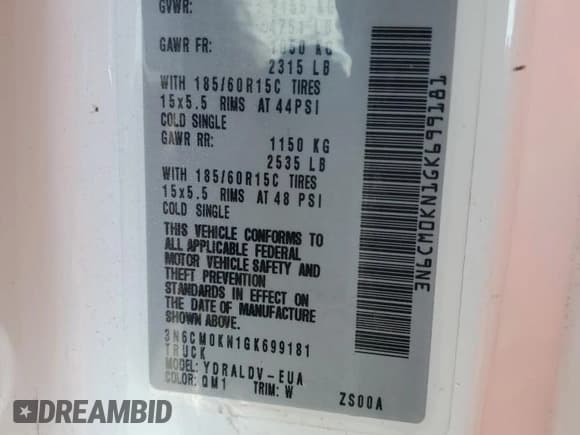 GVWR:
GAWR FR: 1050 KG
2315 LB
WITH 185/60R15C TIRES
15x5.5 RIMS AT 44PSI
COLD SINGLE
GAWR RR: 1150 KG
2535 LB
WITH 185/60R15C TIRES
15x5.5 RIMS AT 48 PSI
COLD SINGLE
THIS VEHICLE CONFORMS TO
ALL APPLICABLE FEDERAL
MOTOR VEHICLE SAFETY AND
THEFT PREVENTION
STANDARDS IN EFFECT ON
THE DATE OF MANUFACTURE
SHOWN ABOVE.
3N6CM0KN1GK699181
TRUCK
MODEL: YDRALDV-EUA
COLOR: QM1 TRIM: W ZS00A
3N6CM0KN1GK699181
DREAMBID